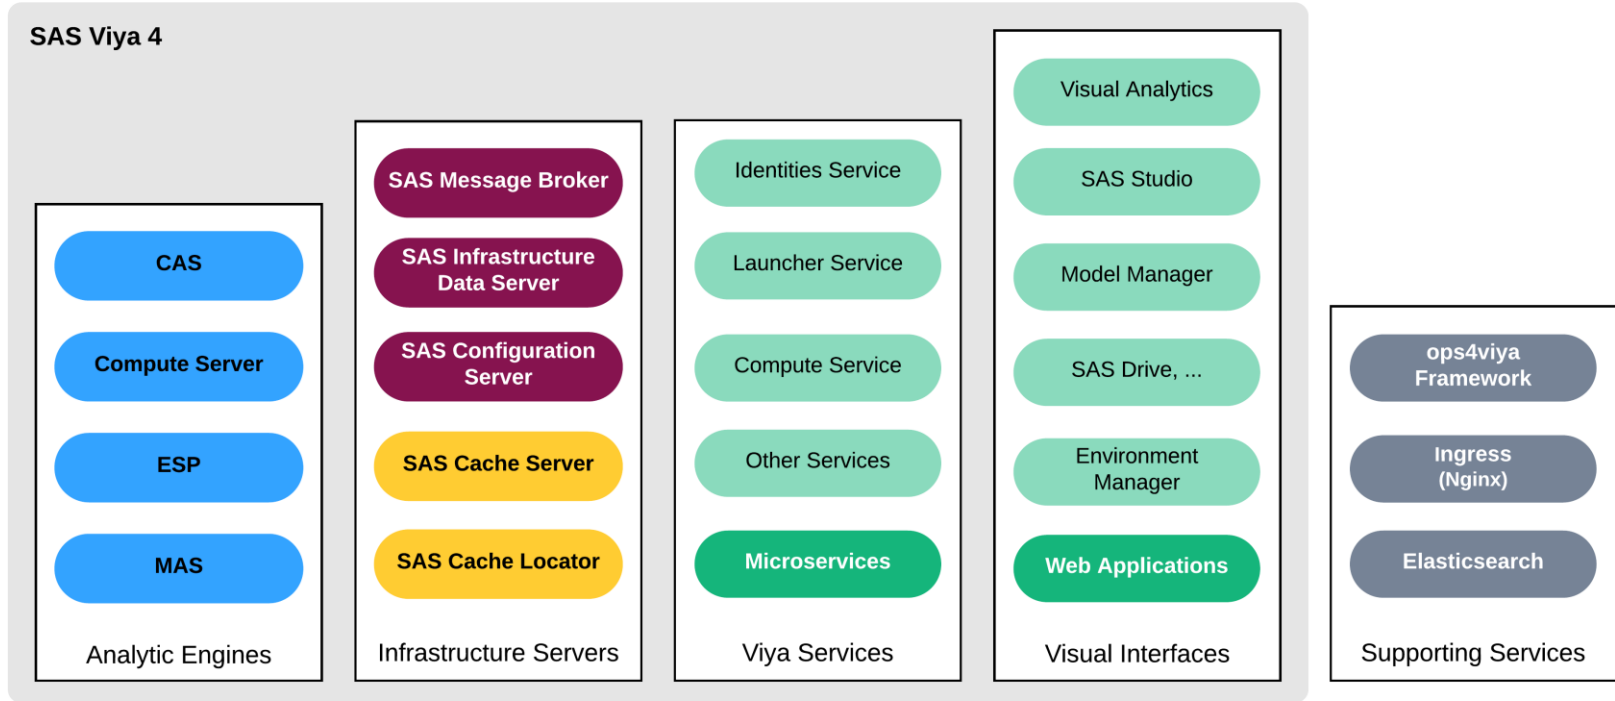 SAS Viya 4
CAS
Compute Server
ESP
MAS
Analytic Engines
SAS Message Broker
SAS Infrastructure
Data Server
SAS Configuration
Server
SAS Cache Server
SAS Cache Locator
Infrastructure Servers
Identities Service
Launcher Service
Compute Service
Other Services
Microservices
Viya Services
Visual Analytics
SAS Studio
Model Manager
SAS Drive, ...
Environment
Manager
Web Applications
Visual Interfaces
ops4viya
Framework
Ingress
(Nginx)
Elasticsearch
Supporting Services